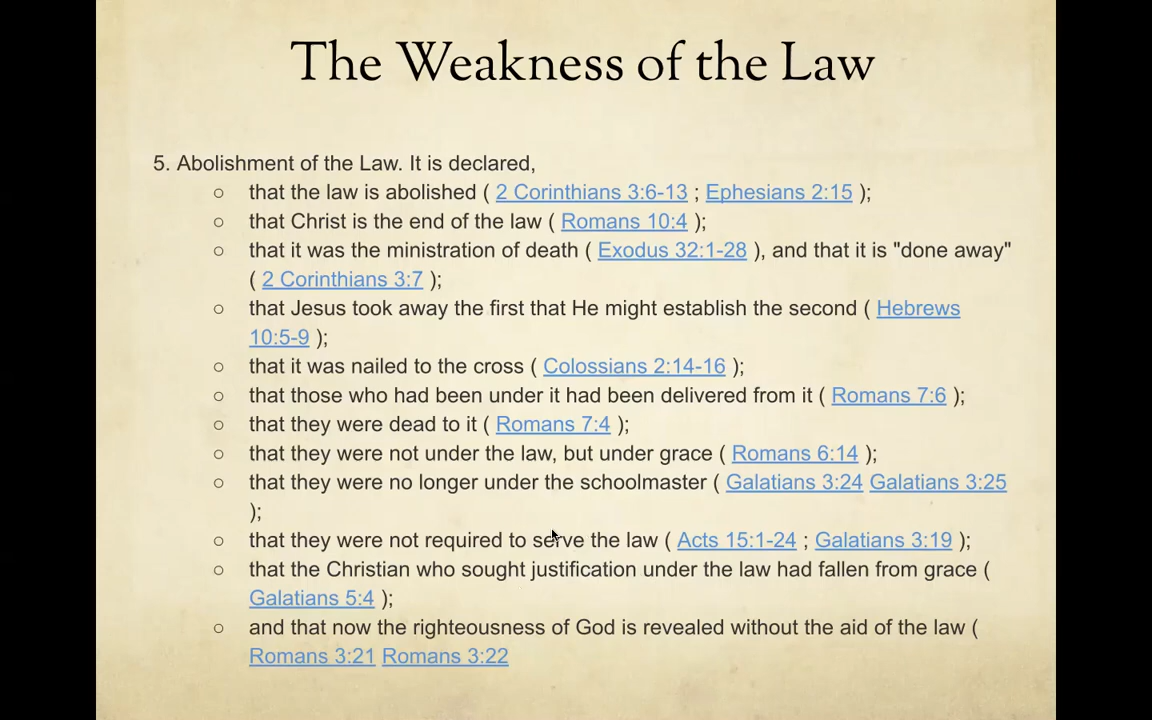 The Weakness of the Law
5. Abolishment of the Law. It is declared,
○ that the law is abolished ( 2 Corinthians 3:6-13 ; Ephesians 2:15 );
○ that Christ is the end of the law ( Romans 10:4 );
○ that it was the ministration of death ( Exodus 32:1-28 ), and that it is "done away"
( 2 Corinthians 3:7 );
○ that Jesus took away the first that He might establish the second ( Hebrews
10:5-9 );
○ that it was nailed to the cross ( Colossians 2:14-16 );
○ that those who had been under it had been delivered from it ( Romans 7:6 );
○ that they were dead to it ( Romans 7:4 );
○ that they were not under the law, but under grace ( Romans 6:14 );
○ that they were no longer under the schoolmaster ( Galatians 3:24 Galatians 3:25
);
○ that they were not required to serve the law ( Acts 15:1-24 ; Galatians 3:19 );
○ that the Christian who sought justification under the law had fallen from grace (
Galatians 5:4 );
○ and that now the righteousness of God is revealed without the aid of the law (
Romans 3:21 Romans 3:22